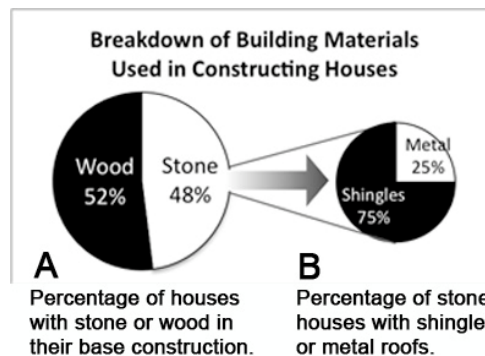 Breakdown of Building Materials
Used in Constructing Houses
Wood
52%
Stone
48%
Metal
25%
Shingles
75%
A
Percentage of houses
with stone or wood in
their base construction.
B
Percentage of stone
houses with shingle
or metal roofs.